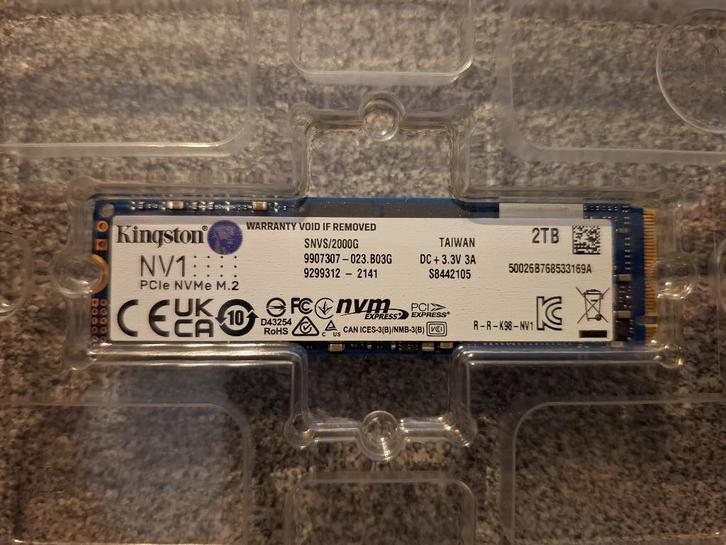 Kingston
NV1
PCIe NVMe M.2
WARRANTY VOID IF REMOVED
SNVS/2000G
9907307 - 023.B03G
9299312 - 2141
TAIWAN
DC + 3.3V 3A
S8442105
2TB
50026B768533169A
CE UK CA 10
D43254
RoHS
FC
C US
nvm
EXPRESS
PCI
EXPRESS
CAN ICES-3(B)/NMB-3(B)
R - R - K98 - NV1